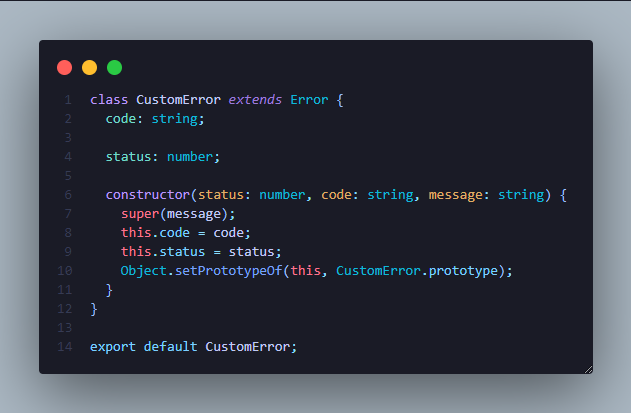 1 class CustomError extends Error {
2 code: string;
3
4 status: number;
5
6 constructor(status: number, code: string, message: string) {
7 super(message);
8 this.code = code;
9 this.status = status;
10 Object.setPrototypeOf(this, CustomError.prototype);
11 }
12 }
13
14 export default CustomError;